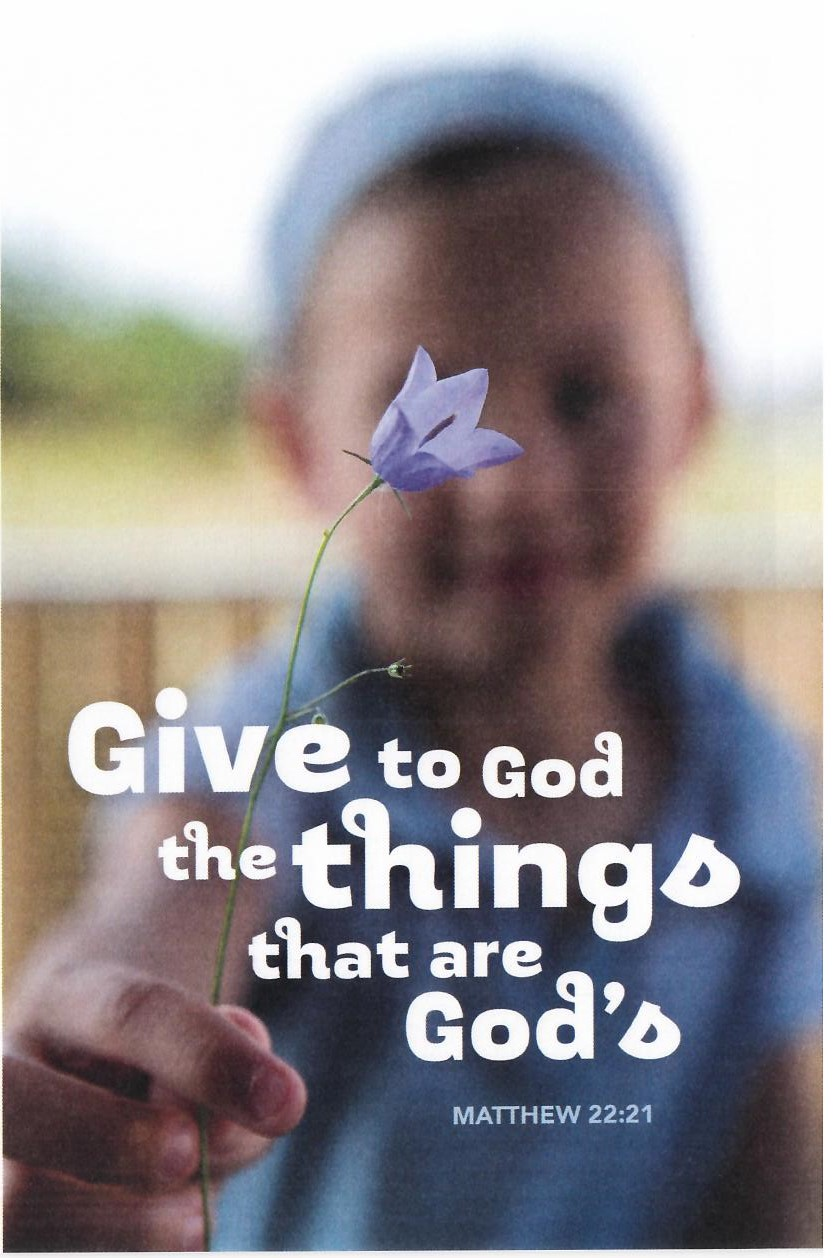 Give to God
the things
that are
God's
MATTHEW 22:21